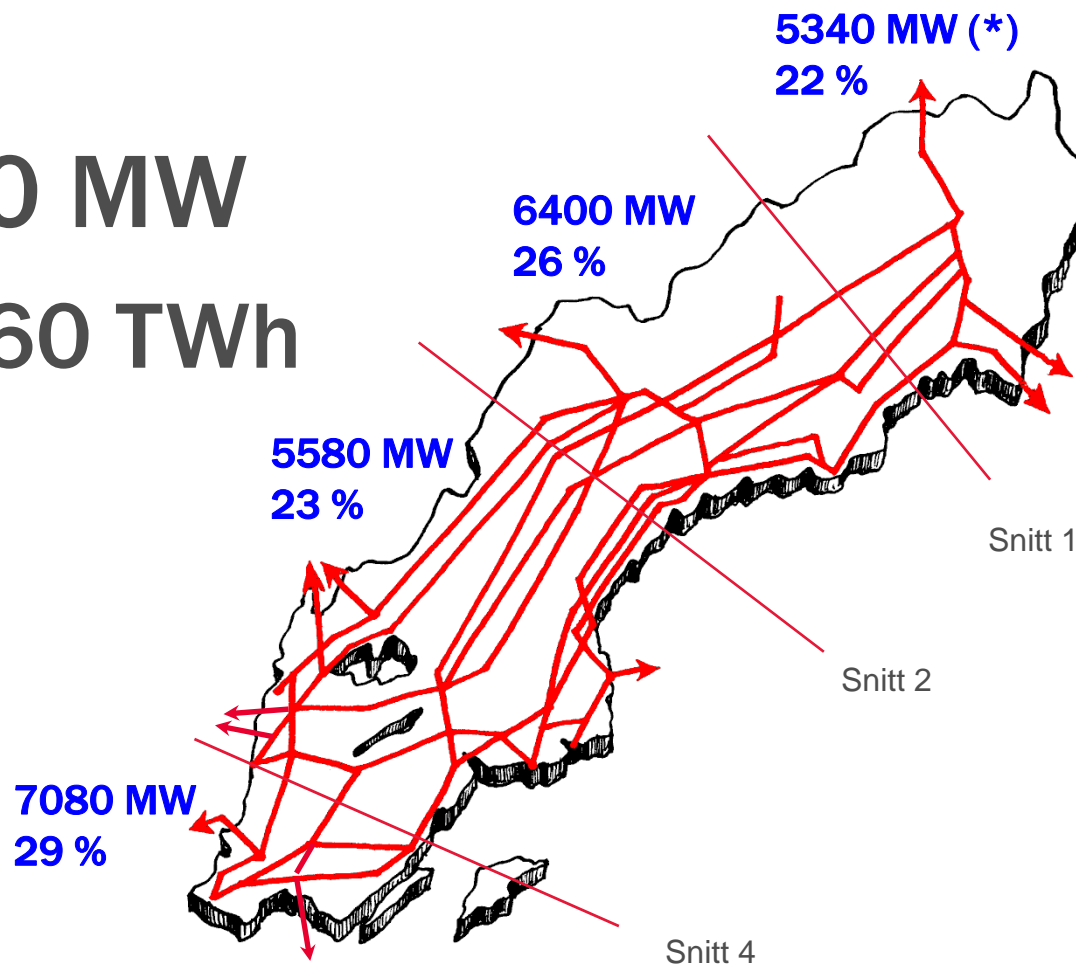 5340 MW (*)
22 %
0 MW
6400 MW
26 %
60 TWh
5580 MW
23 %
Snitt 1
Snitt 2
7080 MW
29 %
Snitt 4